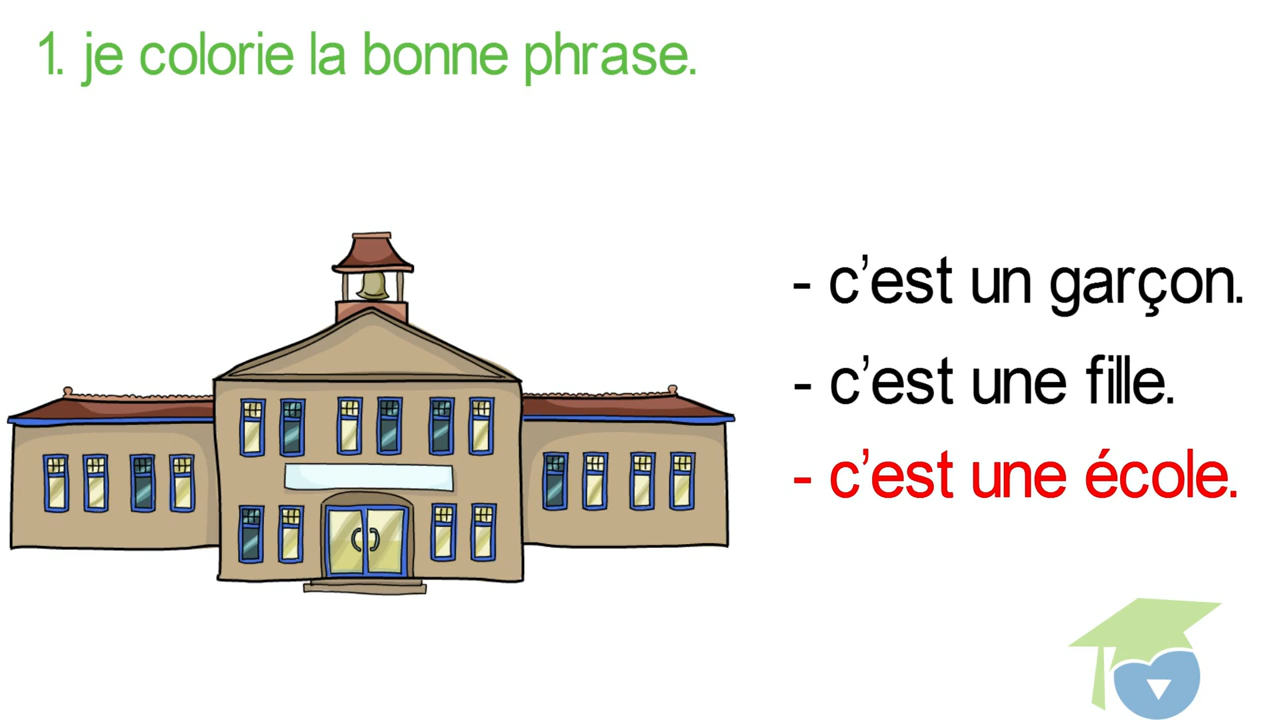 1. je colorie la bonne phrase.
- c’est un garçon.
- c’est une fille.
- c’est une école.